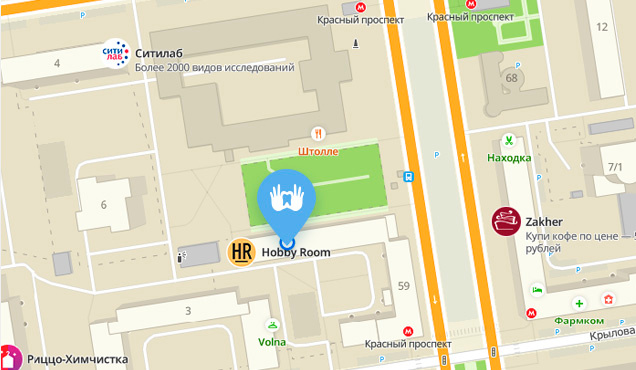 Красный проспект
Красный проспект
12
4
сити
лаб
Ситилаб
Более 2000 видов исследований
68
Штолле
Находка
7/1
6
Zakher
Купи кофе по цене — 5
рублей
HR
Hobby Room
59
3
Volna
Красный проспект
Фармком
Крылова
Риццо-Химчистка